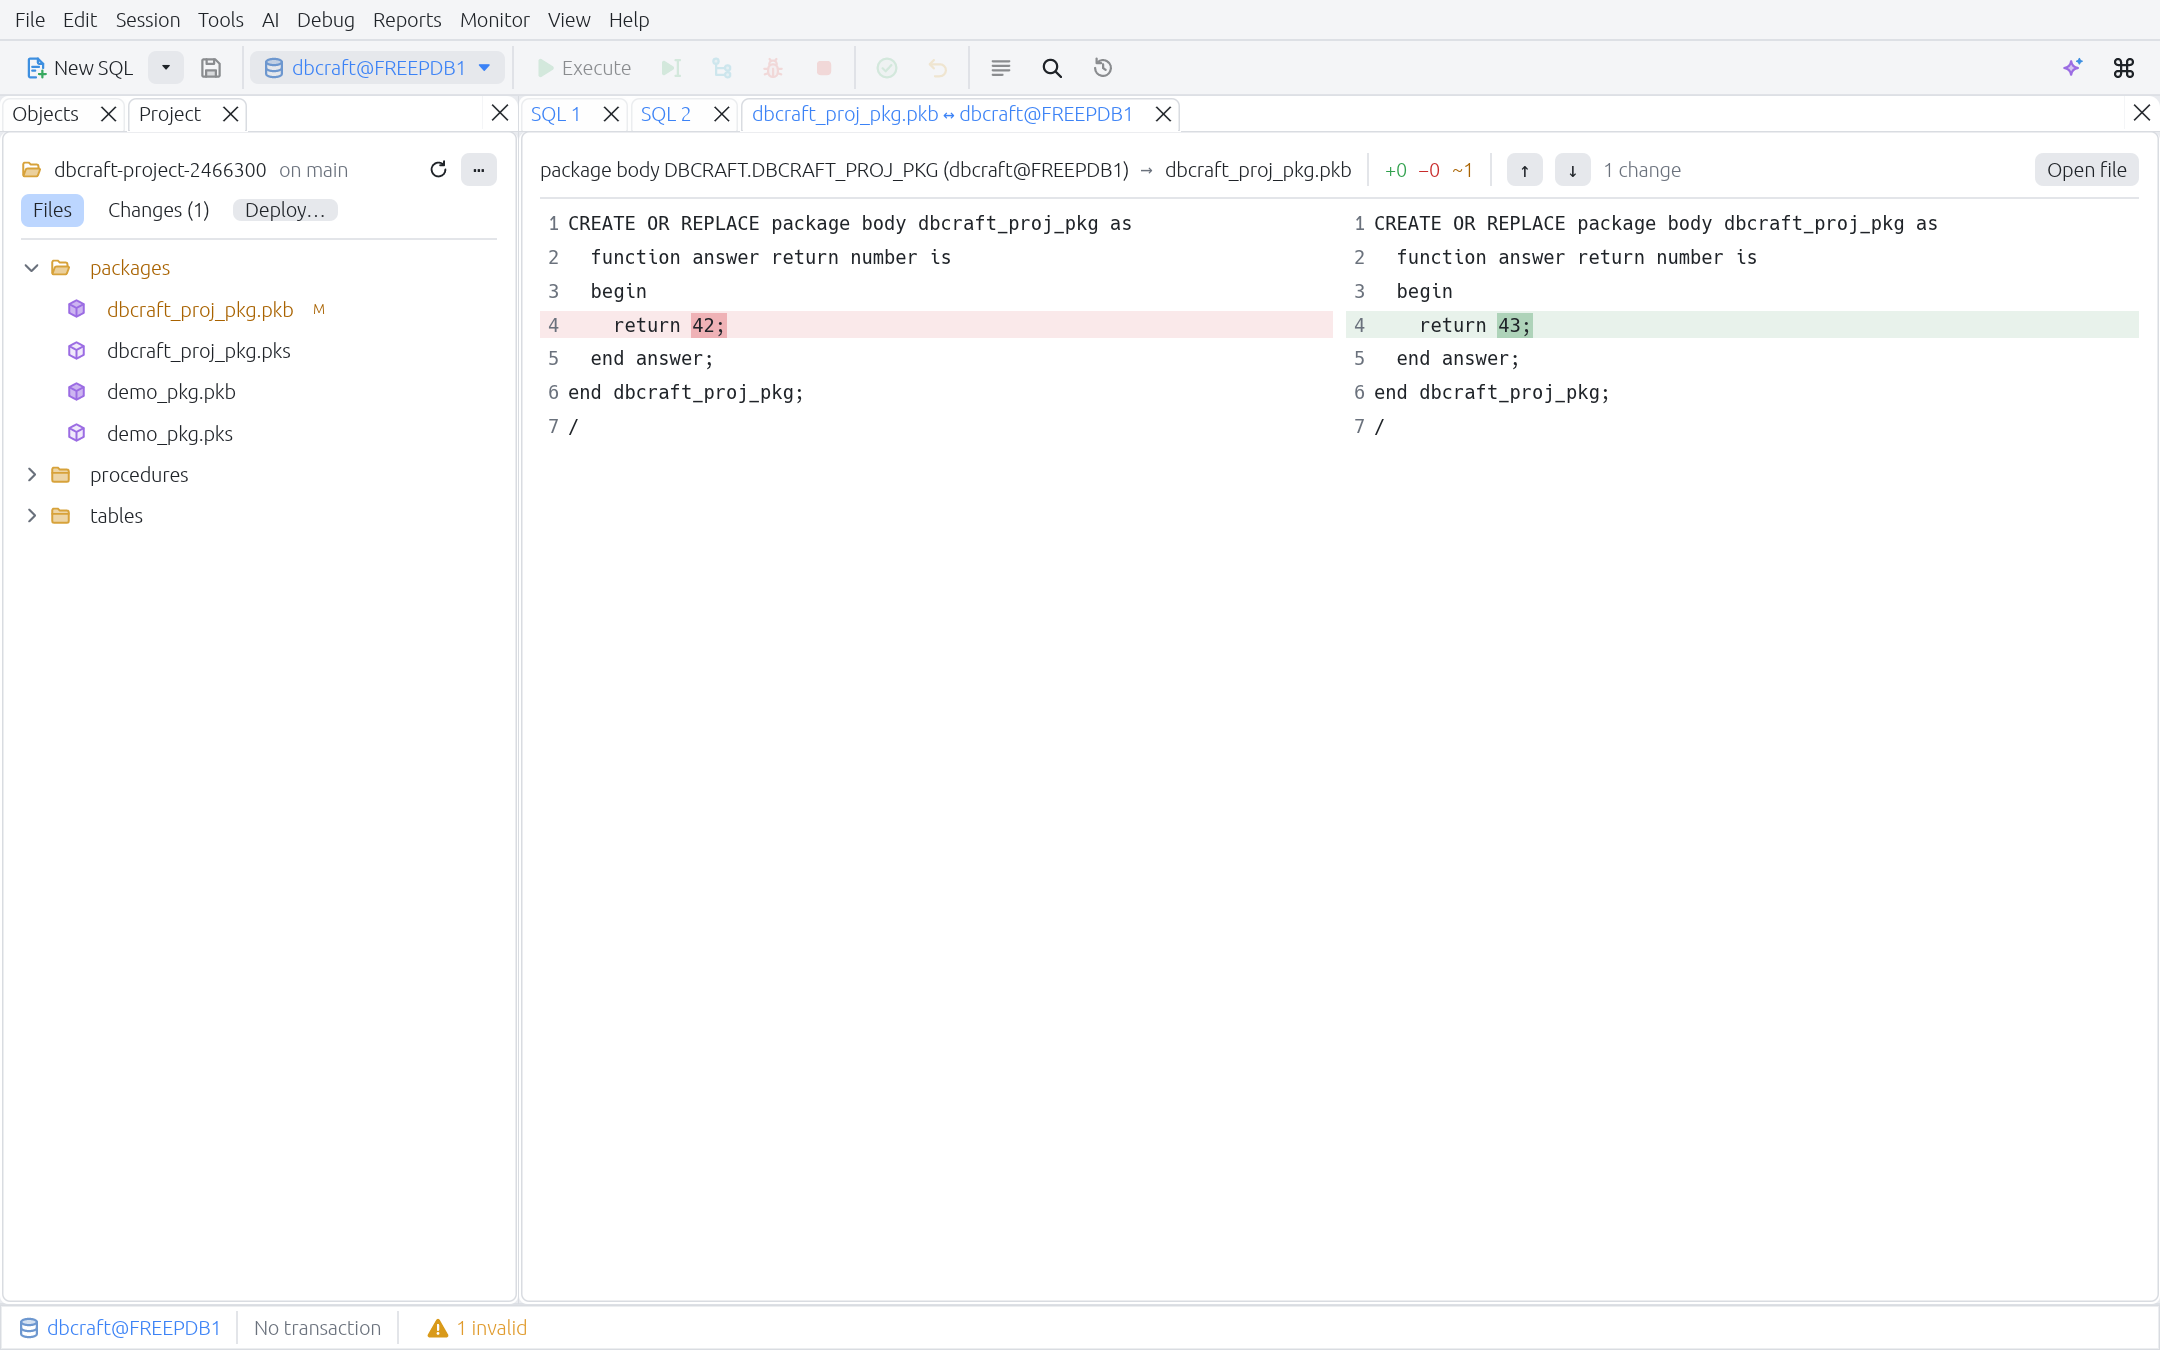 File Edit Session Tools AI Debug Reports Monitor View Help
New SQL dbcraft@FREEPDB1 Execute
Objects Project SQL 1 SQL 2 dbcraft_proj_pkg.pkb ↔ dbcraft@FREEPDB1
dbcraft-project-2466300 on main ...
Files Changes (1) Deploy...
packages
dbcraft_proj_pkg.pkb M
dbcraft_proj_pkg.pks
demo_pkg.pkb
demo_pkg.pks
procedures
tables
package body DBCRAFT.DBCRAFT_PROJ_PKG (dbcraft@FREEPDB1) → dbcraft_proj_pkg.pkb +0 −0 ~1 ↑ ↓ 1 change Open file
1 CREATE OR REPLACE package body dbcraft_proj_pkg as
2 function answer return number is
3 begin
4 return 42;
5 end answer;
6 end dbcraft_proj_pkg;
7 /
1 CREATE OR REPLACE package body dbcraft_proj_pkg as
2 function answer return number is
3 begin
4 return 43;
5 end answer;
6 end dbcraft_proj_pkg;
7 /
dbcraft@FREEPDB1 No transaction 1 invalid